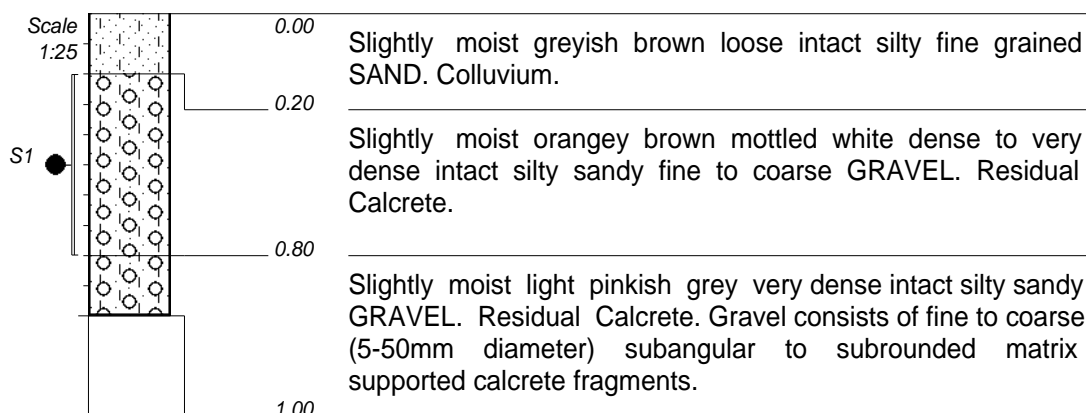 Scale
1:25
0.00
Slightly moist greyish brown loose intact silty fine grained
SAND. Colluvium.
0.20
S1
Slightly moist orangey brown mottled white dense to very
dense intact silty sandy fine to coarse GRAVEL. Residual
Calcrete.
0.80
Slightly moist light pinkish grey very dense intact silty sandy
GRAVEL. Residual Calcrete. Gravel consists of fine to coarse
(5-50mm diameter) subangular to subrounded matrix
supported calcrete fragments.
1.00